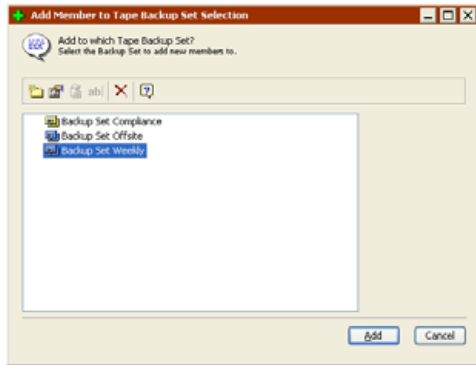 Add Member to Tape Backup Set Selection
Add to which Tape Backup Set?
Select the Backup Set to add new members to.
ab|
Backup Set Compliance
Backup Set Offsite
Backup Set Weekly
Add
Cancel